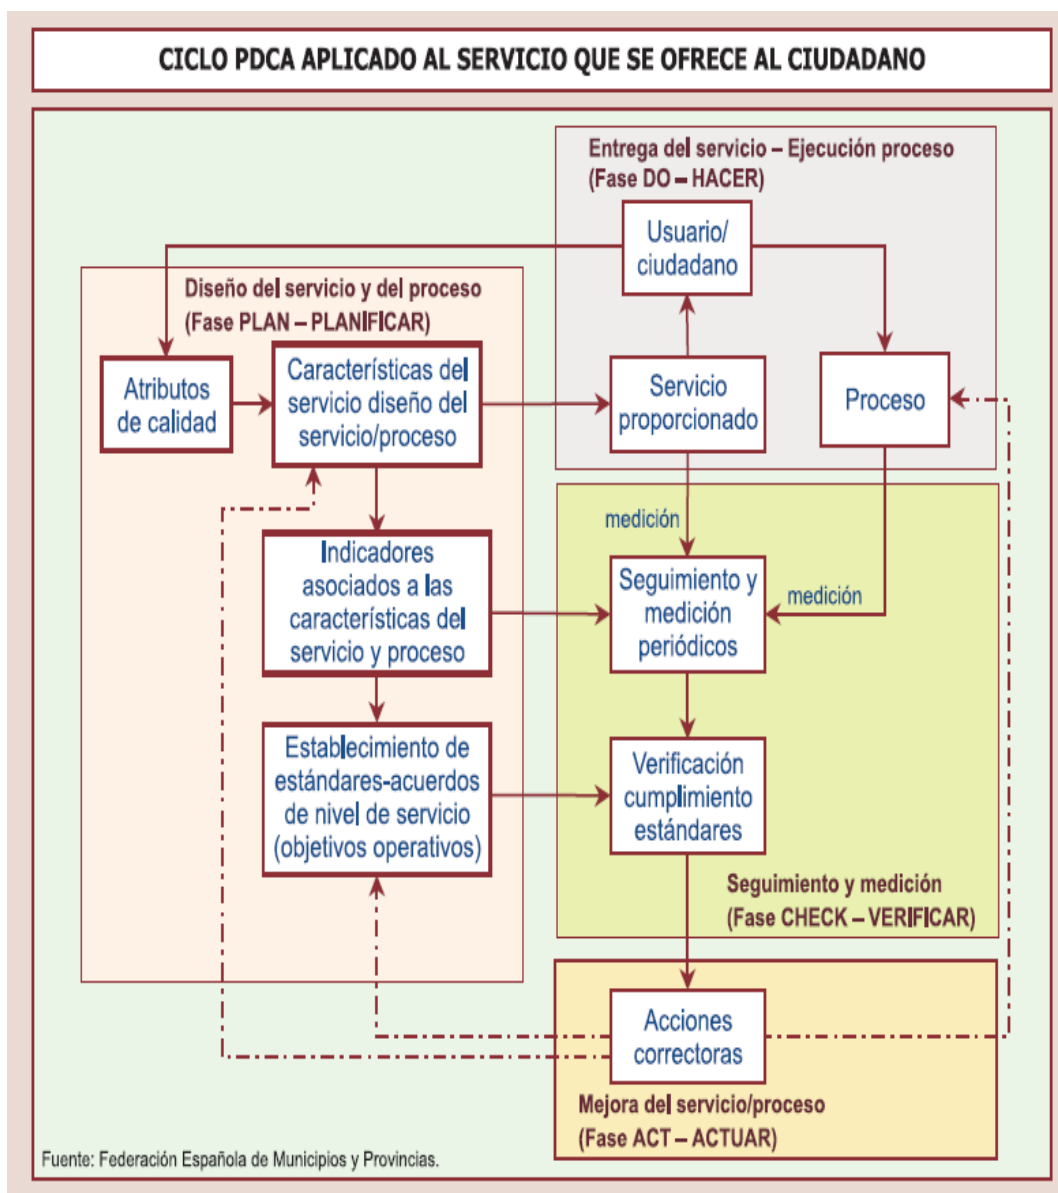 CICLO PDCA APLICADO AL SERVICIO QUE SE OFRECE AL CIUDADANO
Entrega del servicio – Ejecución proceso
(Fase DO – HACER)
Usuario/
ciudadano
Diseño del servicio y del proceso
(Fase PLAN – PLANIFICAR)
Atributos
de calidad
Características del
servicio diseño del
servicio/proceso
Servicio
proporcionado
Proceso
medición
Indicadores
asociados a las
características del
servicio y proceso
Seguimiento y
medición
periódicos
medición
Establecimiento de
estándares-acuerdos
de nivel de servicio
(objetivos operativos)
Verificación
cumplimiento
estándares
Seguimiento y medición
(Fase CHECK – VERIFICAR)
Acciones
correctoras
Mejora del servicio/proceso
(Fase ACT – ACTUAR)
Fuente: Federación Española de Municipios y Provincias.